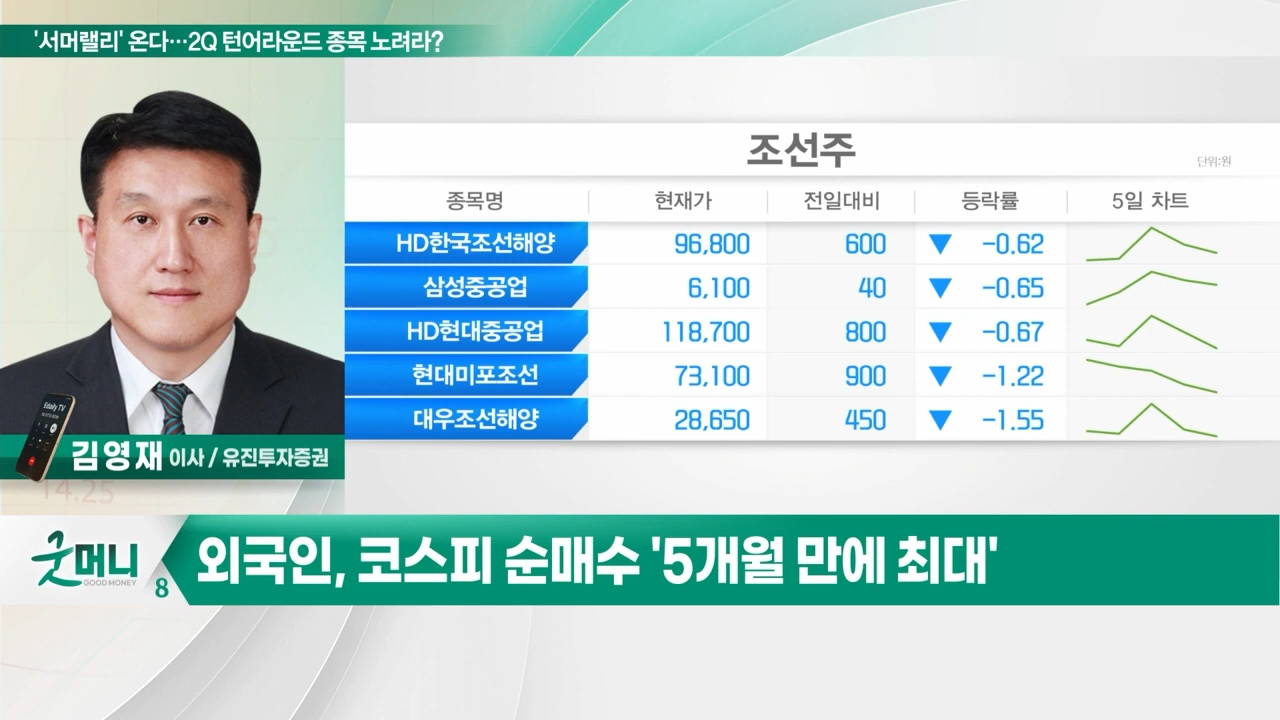 '서머랠리' 온다…2Q 턴어라운드 종목 노려라?
조선주
단위:원
종목명 현재가 전일대비 등락률 5일 차트
HD한국조선해양 96,800 600 ▼ -0.62
삼성중공업 6,100 40 ▼ -0.65
HD현대중공업 118,700 800 ▼ -0.67
현대미포조선 73,100 900 ▼ -1.22
대우조선해양 28,650 450 ▼ -1.55
Edaily TV
김영재 이사 / 유진투자증권
14.25
굿머니
GOOD MONEY
8
외국인, 코스피 순매수 '5개월 만에 최대'